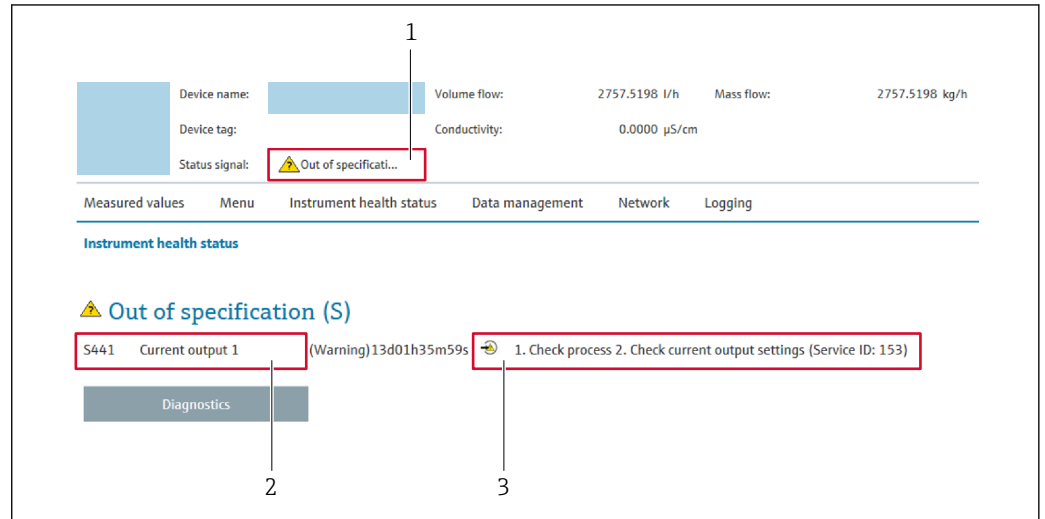 1
Device name: Volume flow: 2757.5198 l/h Mass flow: 2757.5198 kg/h
Device tag: Conductivity: 0.0000 µS/cm
Status signal: Out of specificati...
Measured values Menu Instrument health status Data management Network Logging
Instrument health status
Out of specification (S)
S441 Current output 1 (Warning)13d01h35m59s 1. Check process 2. Check current output settings (Service ID: 153)
Diagnostics
2 3